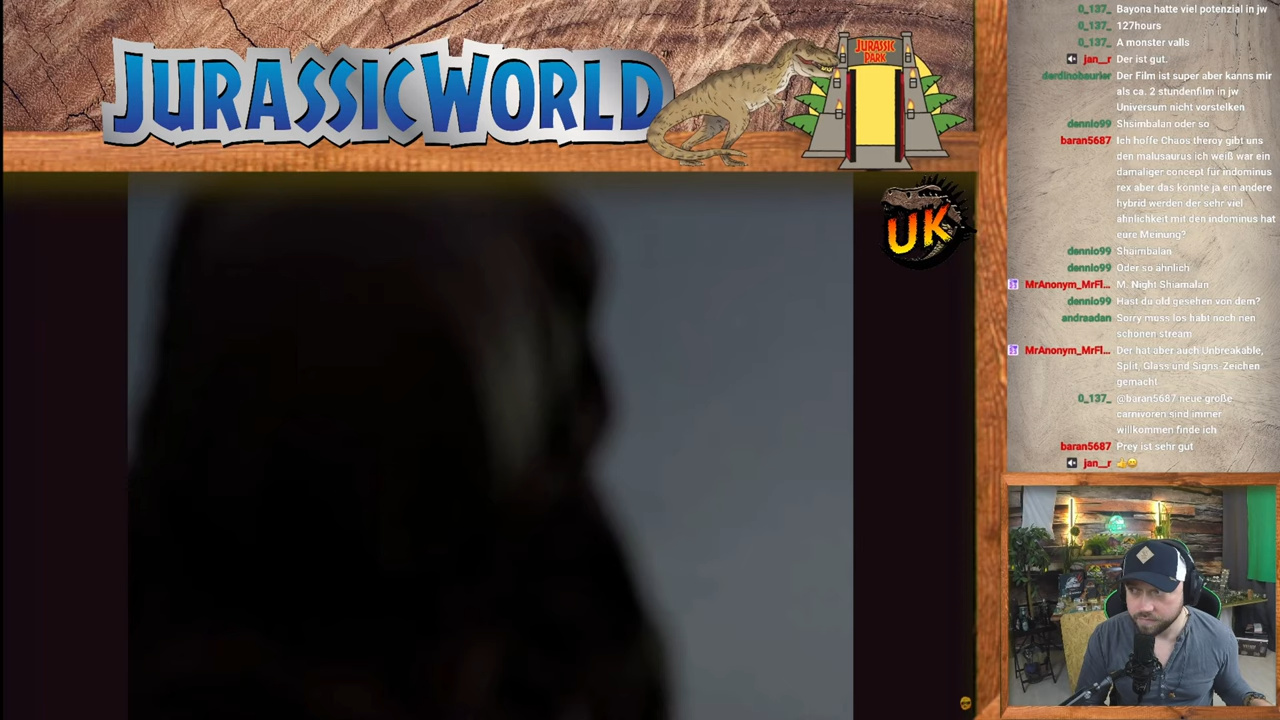 JURASSIC WORLD
JURASSIC
PARK
UK
0_137_ Bayona hatte viel potenzial in jw
0_137_ 127hours
0_137_ A monster valls
jan__r Der ist gut.
derdinobaurier Der Film ist super aber kanns mir
als ca. 2 stundenfilm in jw
Universum nicht vorstelken
dennio99 Shsimbalan oder so
baran5687 Ich hoffe Chaos theroy gibt uns
den malusaurus ich weiß war ein
damaliger concept für indominus
rex aber das könnte ja ein andere
hybrid werden der sehr viel
ähnlichkeit mit den indominus hat
eure Meinung?
dennio99 Shaimbalan
dennio99 Oder so ähnlich
MrAnonym_MrFl... M. Night Shiamalan
dennio99 Hast du old gesehen von dem?
andraadan Sorry muss los habt noch nen
schönen stream
MrAnonym_MrFl... Der hat aber auch Unbreakable,
Split, Glass und Signs-Zeichen
gemacht
0_137_ @baran5687 neue große
carnivoren sind immer
willkommen finde ich
baran5687 Prey ist sehr gut
jan__r 👍😊